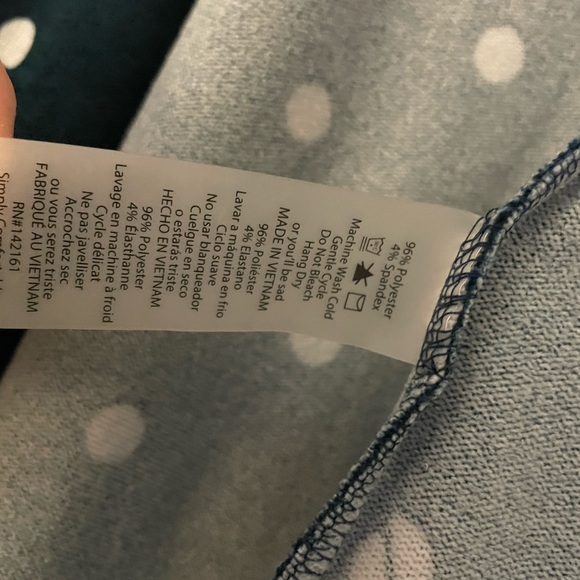 96% Polyester
4% Spandex
Machine Wash Cold
Gentle Cycle
Do Not Bleach
Hang Dry
or you'll be sad
MADE IN VIETNAM
96% Poliéster
4% Elastano
Lavar a máquina en frio
Ciclo suave
No usar blanqueador
Cuelgue en seco
o estarás triste
HECHO EN VIETNAM
96% Polyester
4% Élasthanne
Lavage en machine à froid
Cycle délicat
Ne pas javelliser
Accrochez sec
ou vous serez triste
FABRIQUÉ AU VIETNAM
RN#142161
Simply